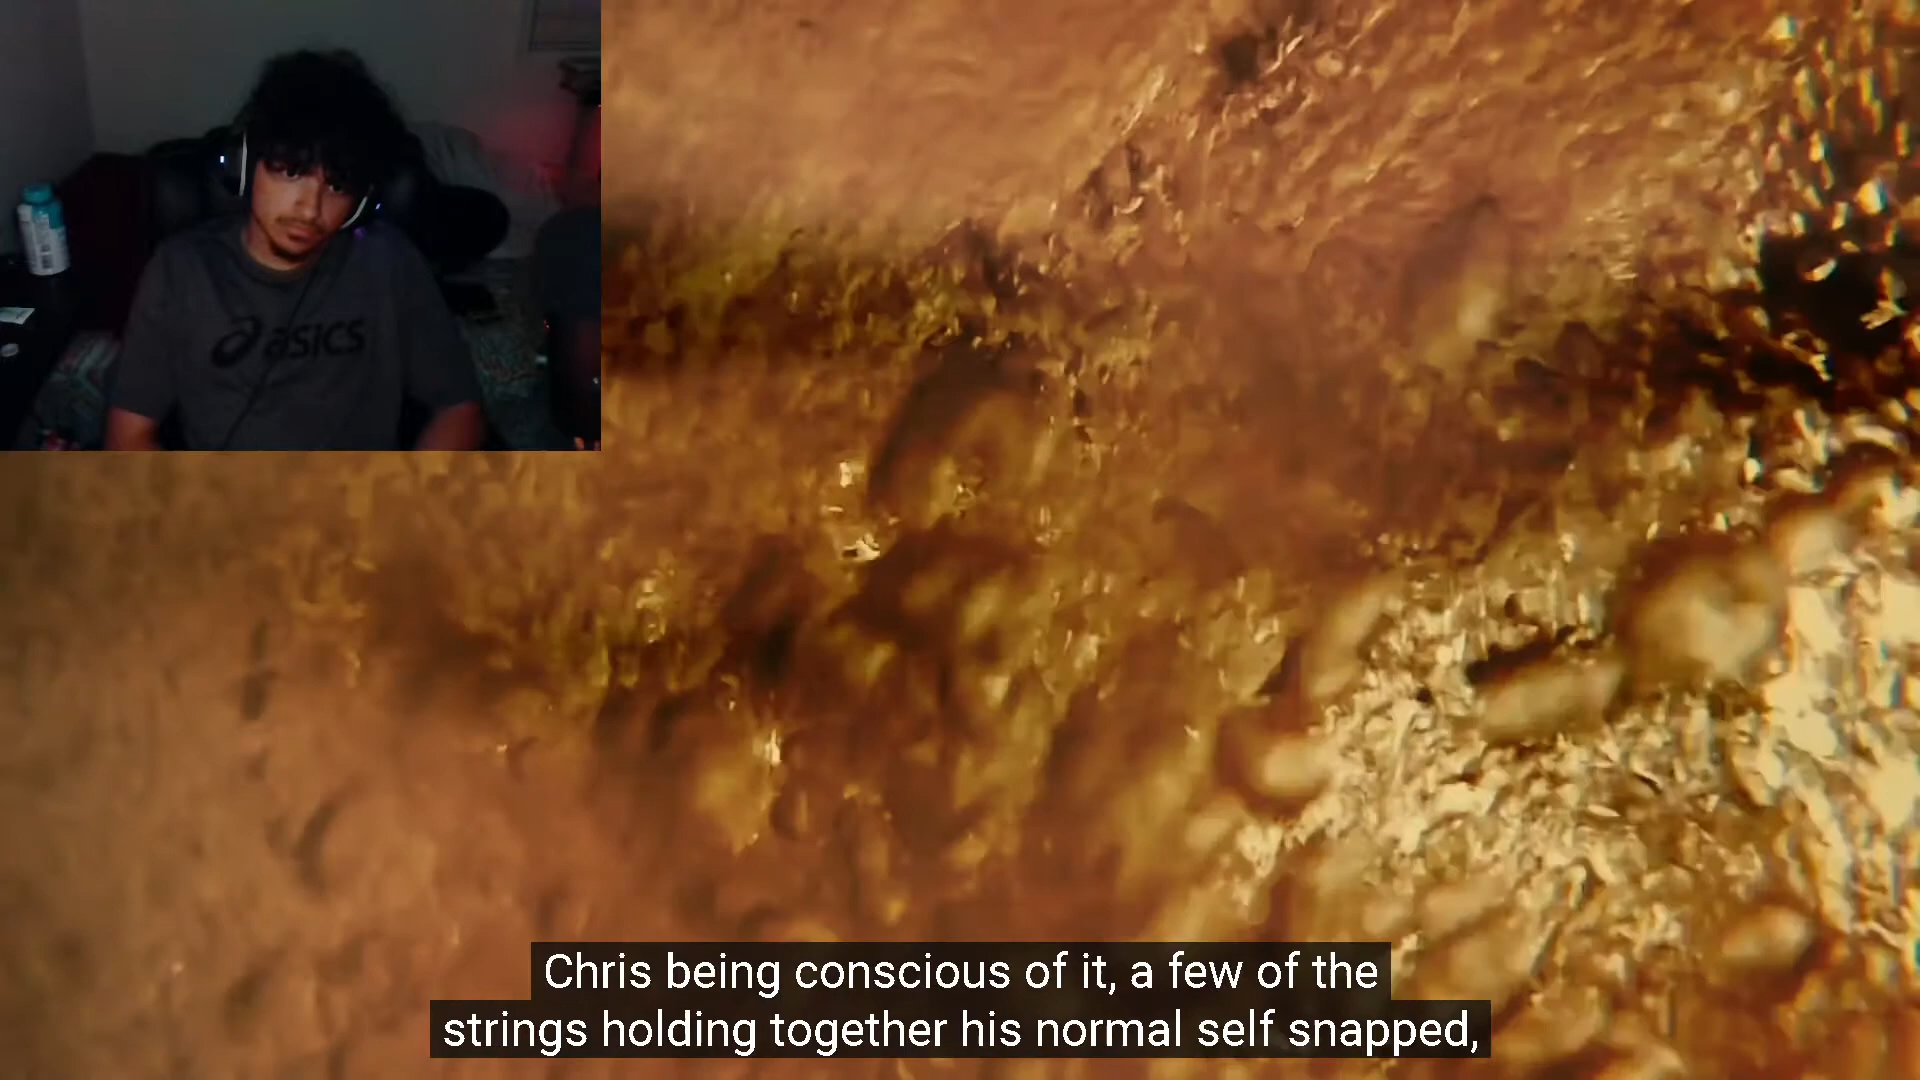 asics
Chris being conscious of it, a few of the
strings holding together his normal self snapped,